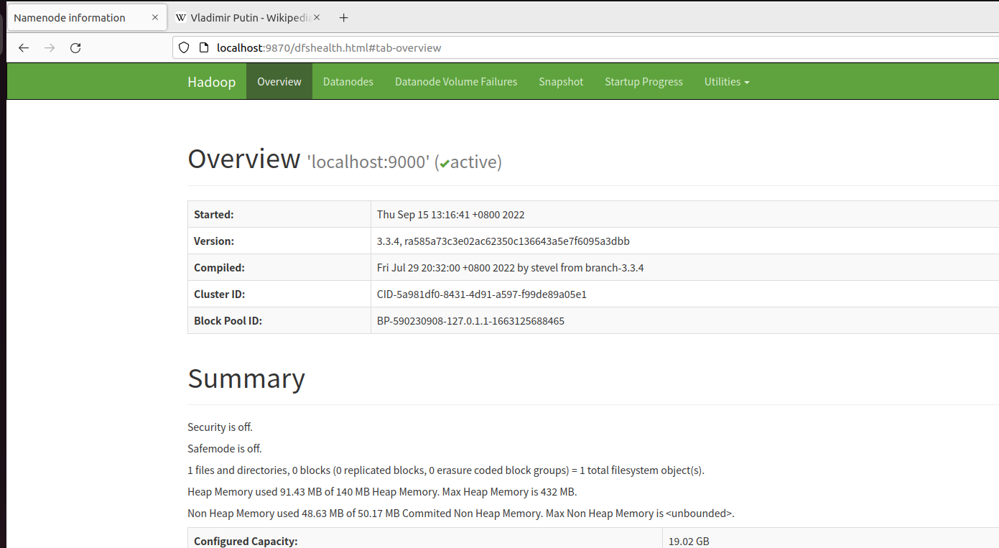 Namenode information × W Vladimir Putin - Wikipedia × +
localhost:9870/dfshealth.html#tab-overview
Hadoop Overview Datanodes Datanode Volume Failures Snapshot Startup Progress Utilities
Overview 'localhost:9000' (✔active)
Started: Thu Sep 15 13:16:41 +0800 2022
Version: 3.3.4, ra585a73c3e02ac62350c136643a5e7f6095a3dbb
Compiled: Fri Jul 29 20:32:00 +0800 2022 by stevel from branch-3.3.4
Cluster ID: CID-5a981df0-8431-4d91-a597-f99de89a05e1
Block Pool ID: BP-590230908-127.0.1.1-1663125688465
Summary
Security is off.
Safemode is off.
1 files and directories, 0 blocks (0 replicated blocks, 0 erasure coded block groups) = 1 total filesystem object(s).
Heap Memory used 91.43 MB of 140 MB Heap Memory. Max Heap Memory is 432 MB.
Non Heap Memory used 48.63 MB of 50.17 MB Commited Non Heap Memory. Max Non Heap Memory is <unbounded>.
Configured Capacity: 19.02 GB